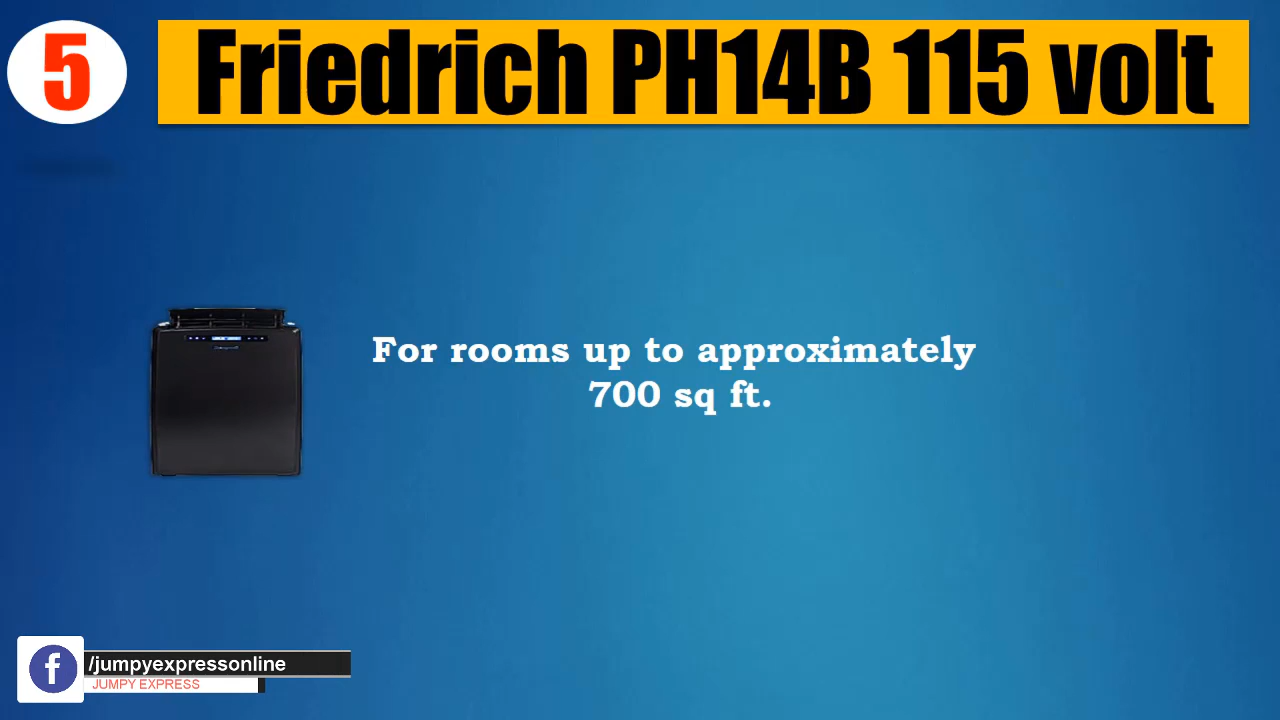 5
Friedrich PH14B 115 volt
For rooms up to approximately
700 sq ft.
f
/jumpyexpressonline
JUMPY EXPRESS